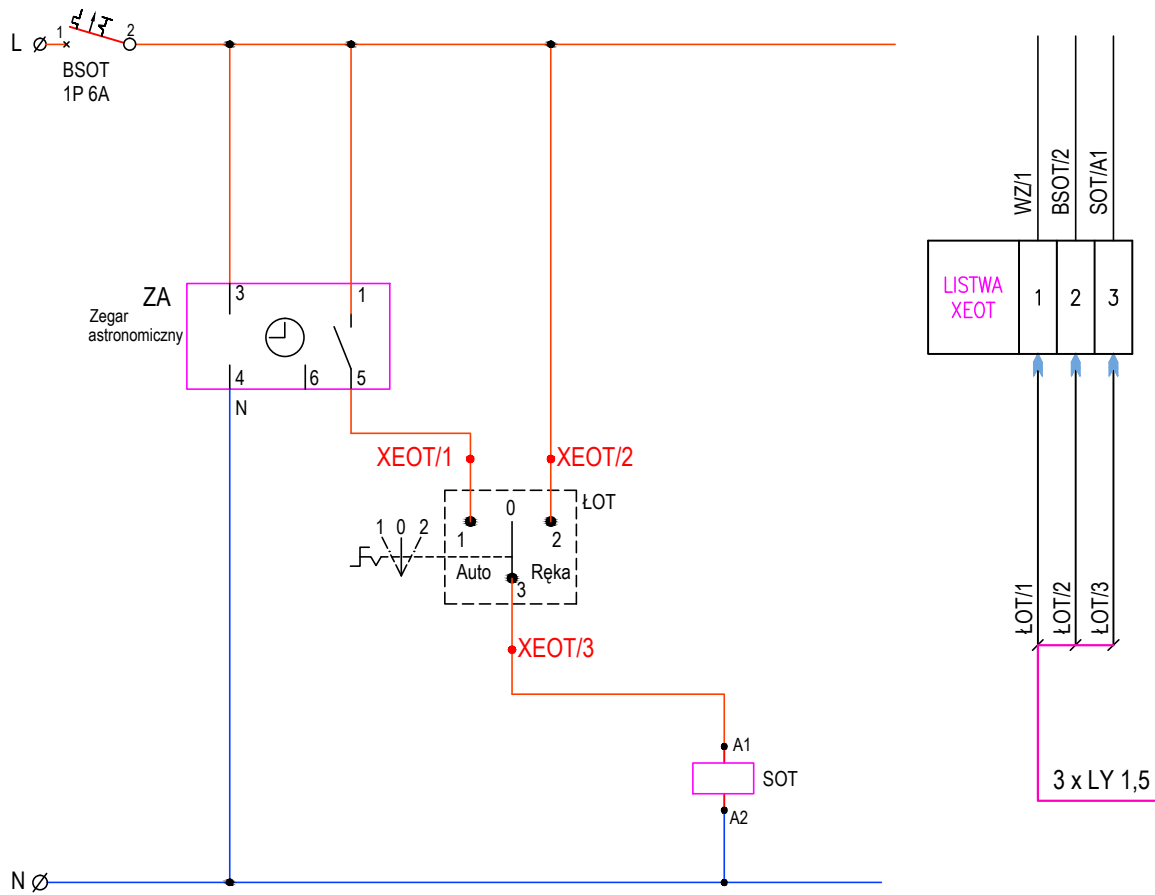 L
1
2
BSOT
1P 6A
ZA
Zegar
astronomiczny
3
1
4
6
5
N
XEOT/1
XEOT/2
ŁOT
0
1
2
1 0 2
Auto
Ręka
3
XEOT/3
A1
SOT
A2
N
WZ/1
BSOT/2
SOT/A1
LISTWA
XEOT
1
2
3
ŁOT/1
ŁOT/2
ŁOT/3
3 x LY 1,5